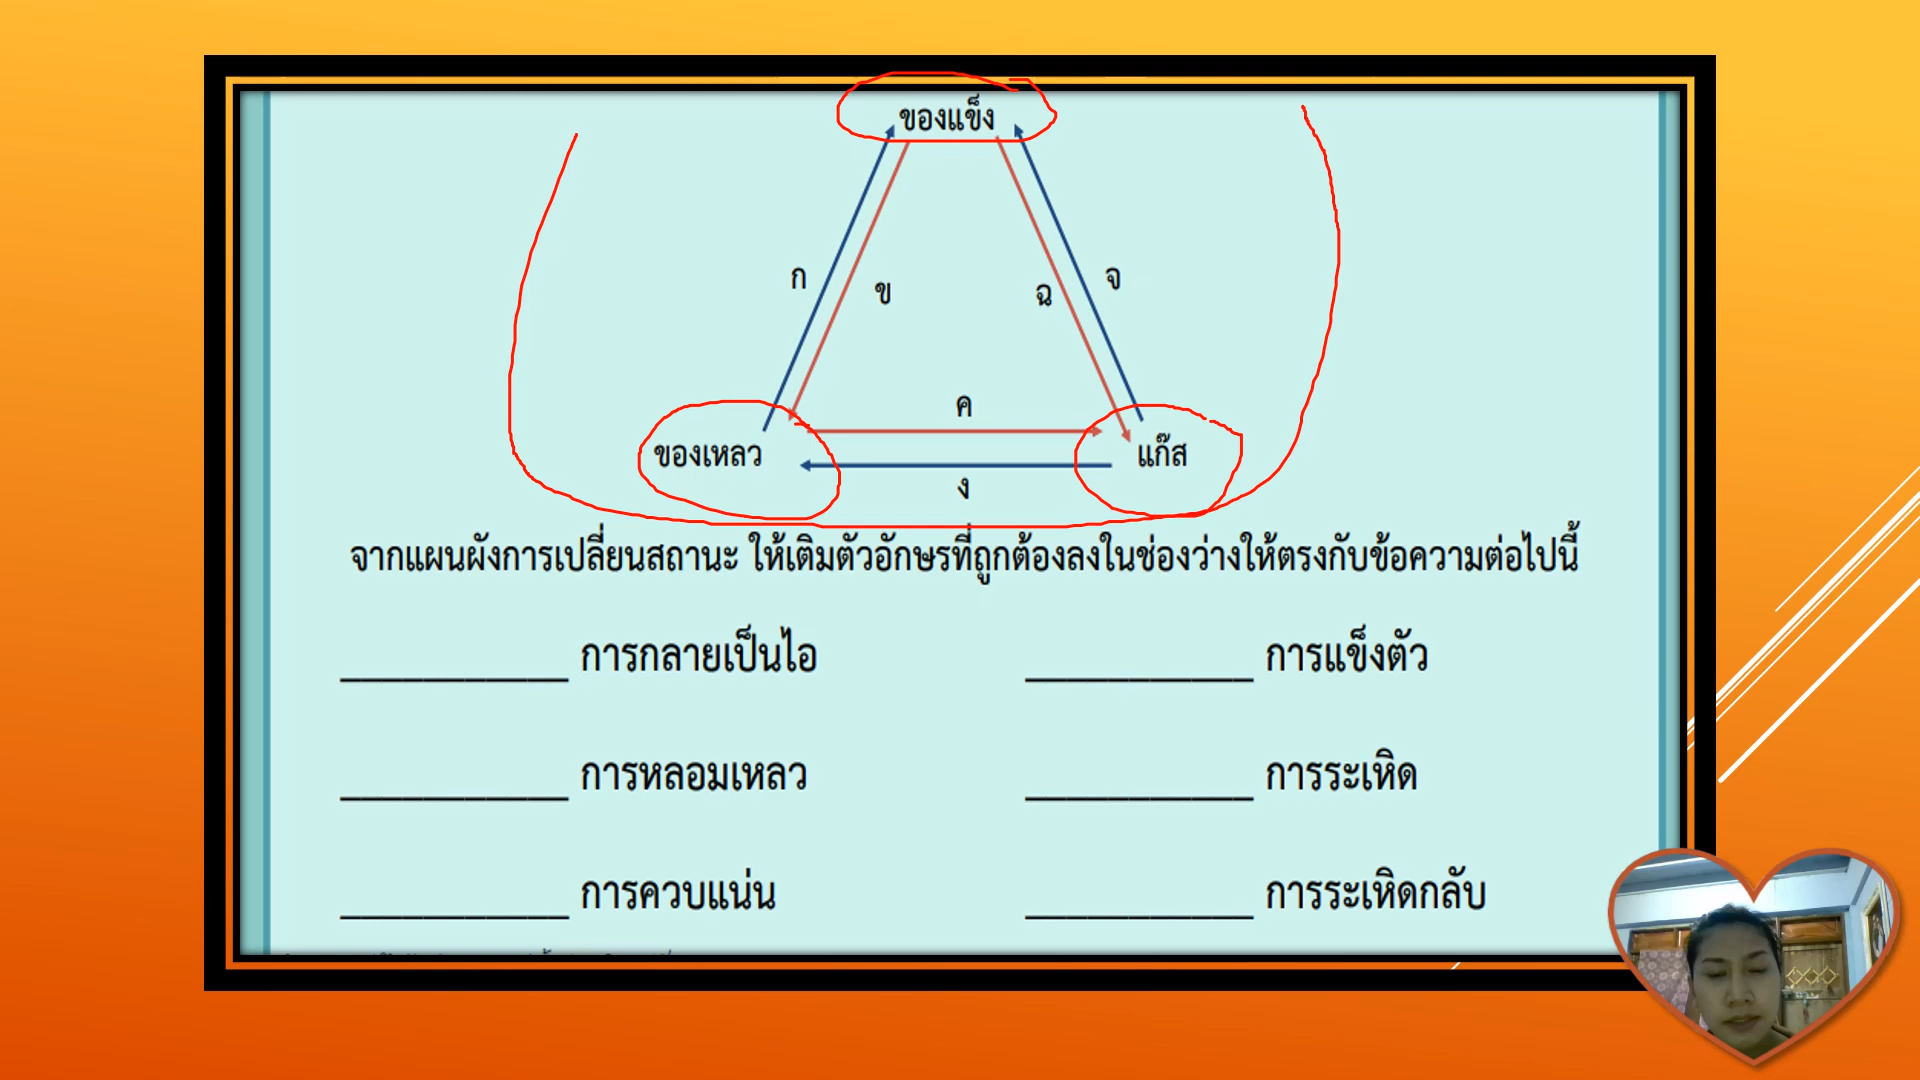 ของแข็ง
ก
ข
ฉ
จ
ค
ของเหลว
แก๊ส
ง
จากแผนผังการเปลี่ยนสถานะ ให้เติมตัวอักษรที่ถูกต้องลงในช่องว่างให้ตรงกับข้อความต่อไปนี้
___________ การกลายเป็นไอ
___________ การแข็งตัว
___________ การหลอมเหลว
___________ การระเหิด
___________ การควบแน่น
___________ การระเหิดกลับ